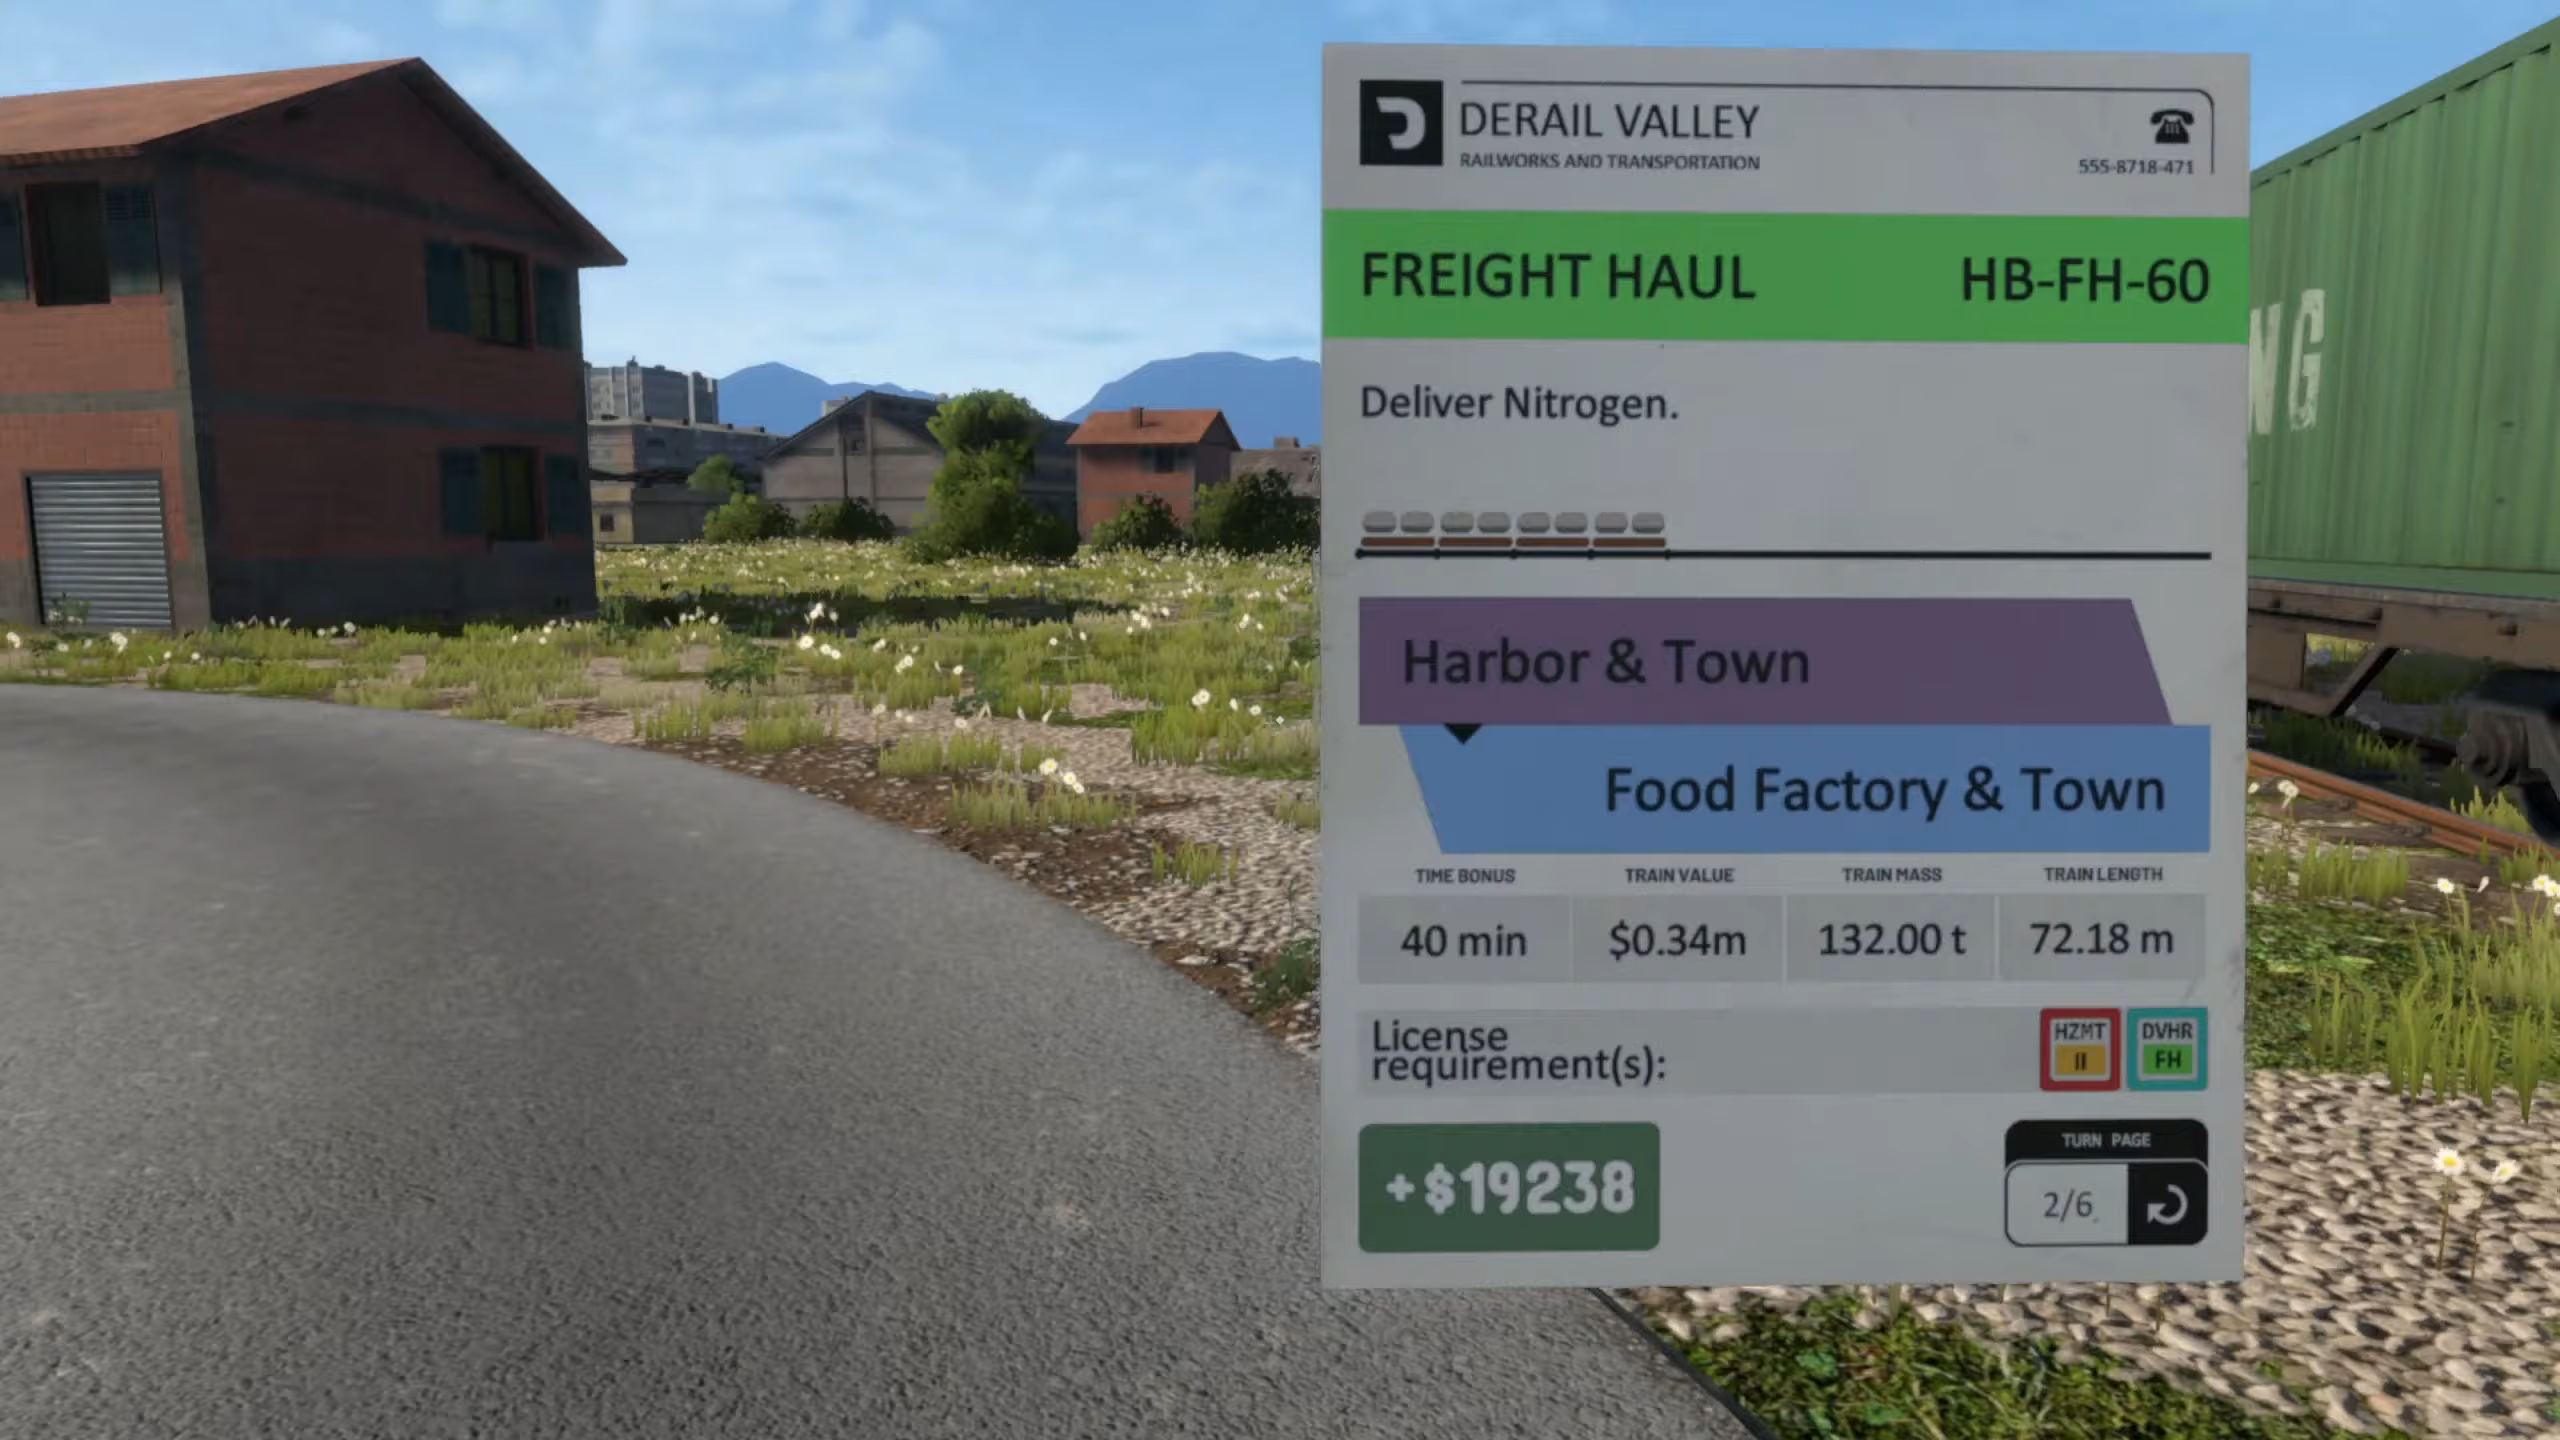 DERAIL VALLEY
RAILWORKS AND TRANSPORTATION
555-8718-471
FREIGHT HAUL HB-FH-60
Deliver Nitrogen.
Harbor & Town
Food Factory & Town
TIME BONUS TRAIN VALUE TRAIN MASS TRAIN LENGTH
40 min $0.34m 132.00 t 72.18 m
License
requirement(s):
HZMT
II
DVHR
FH
+$19238
TURN PAGE
2/6
NG